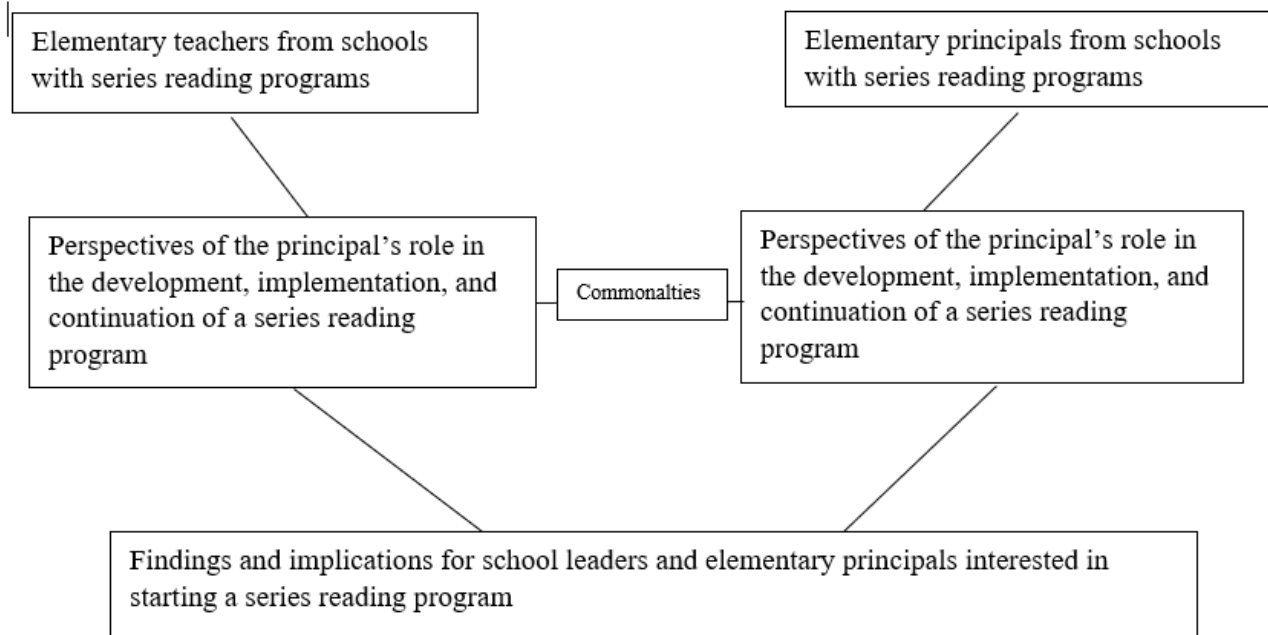 Elementary teachers from schools
with series reading programs
Elementary principals from schools
with series reading programs
Perspectives of the principal’s role in
the development, implementation, and
continuation of a series reading
program
Commonalties
Perspectives of the principal’s role in
the development, implementation, and
continuation of a series reading
program
Findings and implications for school leaders and elementary principals interested in
starting a series reading program